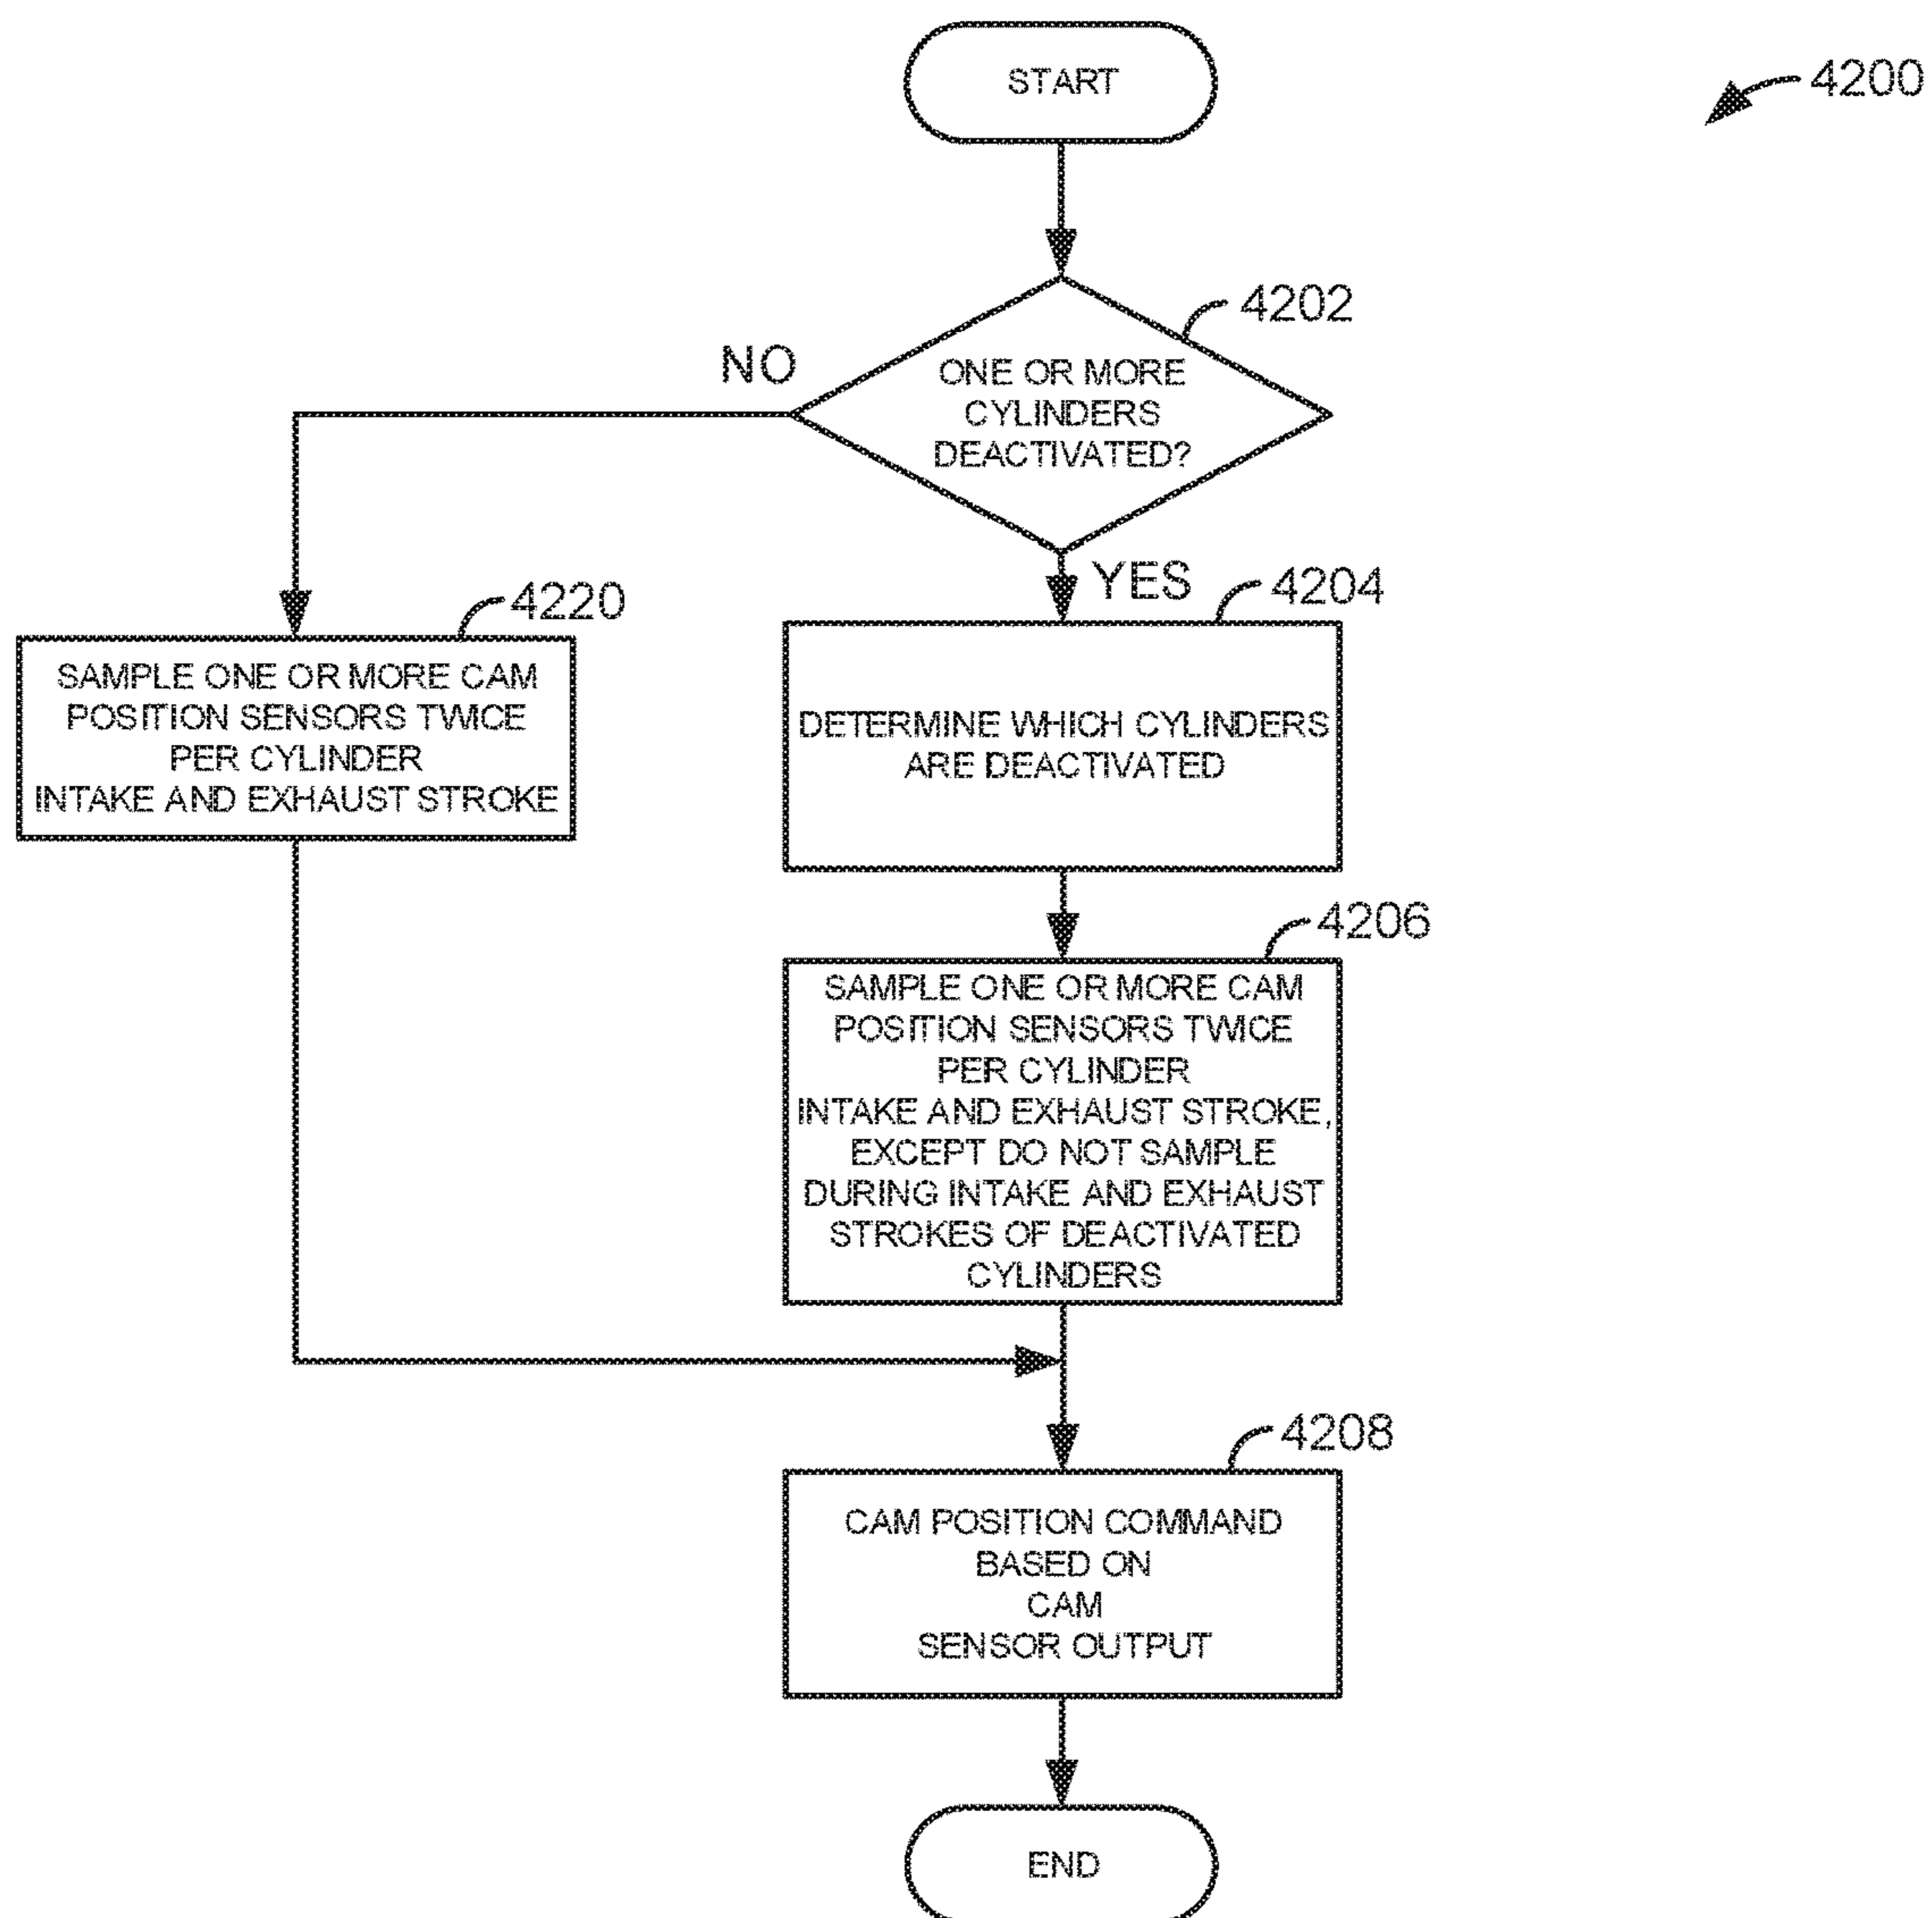 START
4200
4202
NO
ONE OR MORE
CYLINDERS
DEACTIVATED?
YES
4204
4220
SAMPLE ONE OR MORE CAM
POSITION SENSORS TWICE
PER CYLINDER
INTAKE AND EXHAUST STROKE
DETERMINE WHICH CYLINDERS
ARE DEACTIVATED
4206
SAMPLE ONE OR MORE CAM
POSITION SENSORS TWICE
PER CYLINDER
INTAKE AND EXHAUST STROKE,
EXCEPT DO NOT SAMPLE
DURING INTAKE AND EXHAUST
STROKES OF DEACTIVATED
CYLINDERS
4208
CAM POSITION COMMAND
BASED ON
CAM
SENSOR OUTPUT
END